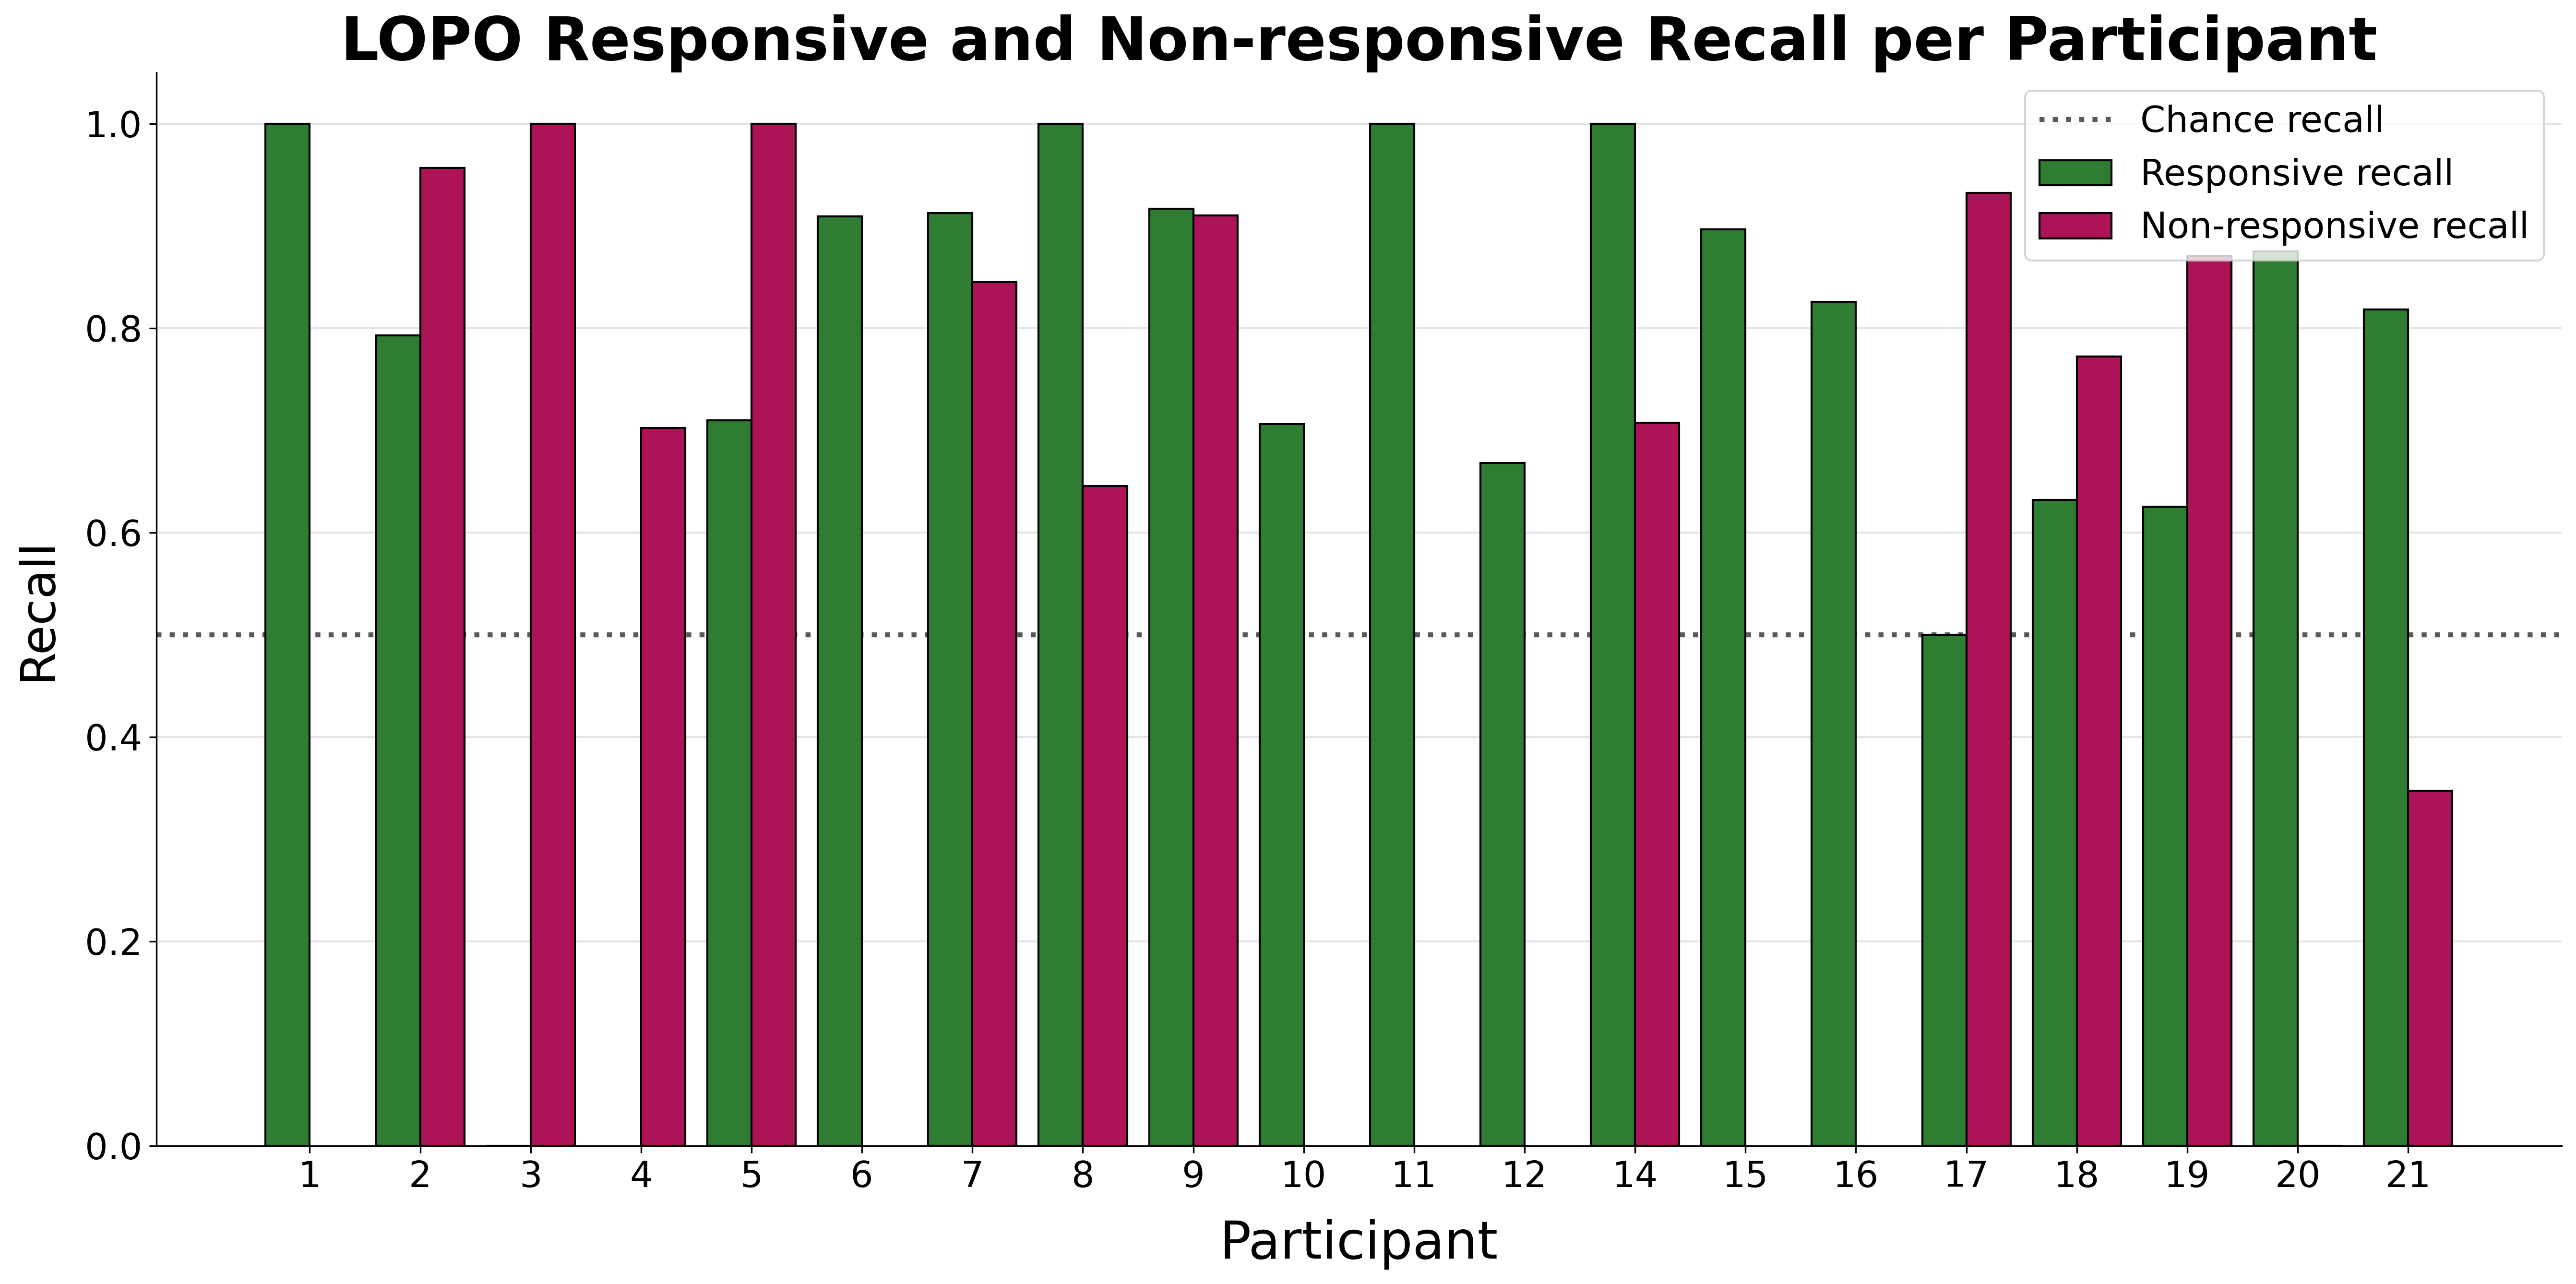 LOPO Responsive and Non-responsive Recall per Participant
Chance recall
Responsive recall
Non-responsive recall
Recall
1.0
0.8
0.6
0.4
0.2
0.0
1 2 3 4 5 6 7 8 9 10 11 12 14 15 16 17 18 19 20 21
Participant